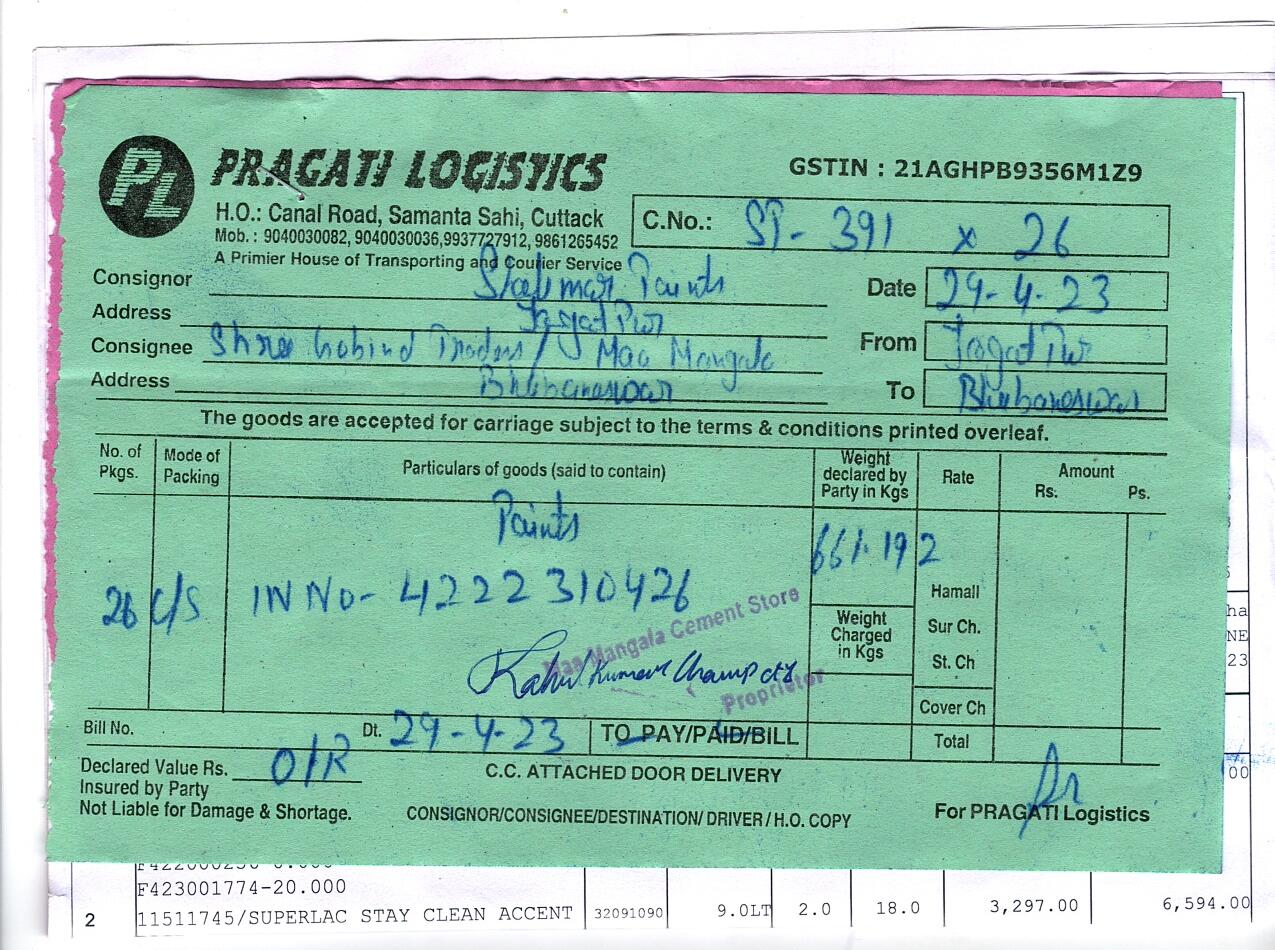 PL PRAGATI LOGISTICS
GSTIN : 21AGHPB9356M1Z9
H.O.: Canal Road, Samanta Sahi, Cuttack
Mob. : 9040030082, 9040030036,9937727912, 9861265452
A Primier House of Transporting and Courier Service
C.No.: ST- 391 x 26
Consignor Shalimar Paints
Date 29-4-23
Address JagatPur
From JagatPur
Consignee Shree Gobind Traders / Maa Mangala
Address Bhubaneswar
To Bhubaneswar
The goods are accepted for carriage subject to the terms & conditions printed overleaf.
No. of Pkgs.
Mode of Packing
Particulars of goods (said to contain)
Weight declared by Party in Kgs
Rate
Amount
Rs. Ps.
Paints
661.192
26 C/S IN NO- 4222310426
Hamall
Maa Mangala Cement Store
Weight Charged in Kgs
Sur Ch.
St. Ch
Rahul Kumar Champati
Proprietor
Cover Ch
Bill No. Dt. 29-4-23 TO PAY/PAID/BILL
Total
Declared Value Rs. O/R
C.C. ATTACHED DOOR DELIVERY
Insured by Party
Not Liable for Damage & Shortage.
CONSIGNOR/CONSIGNEE/DESTINATION/ DRIVER / H.O. COPY
For PRAGATI Logistics
F423001774-20.000
2 11511745/SUPERLAC STAY CLEAN ACCENT 32091090 9.0LT 2.0 18.0 3,297.00 6,594.00